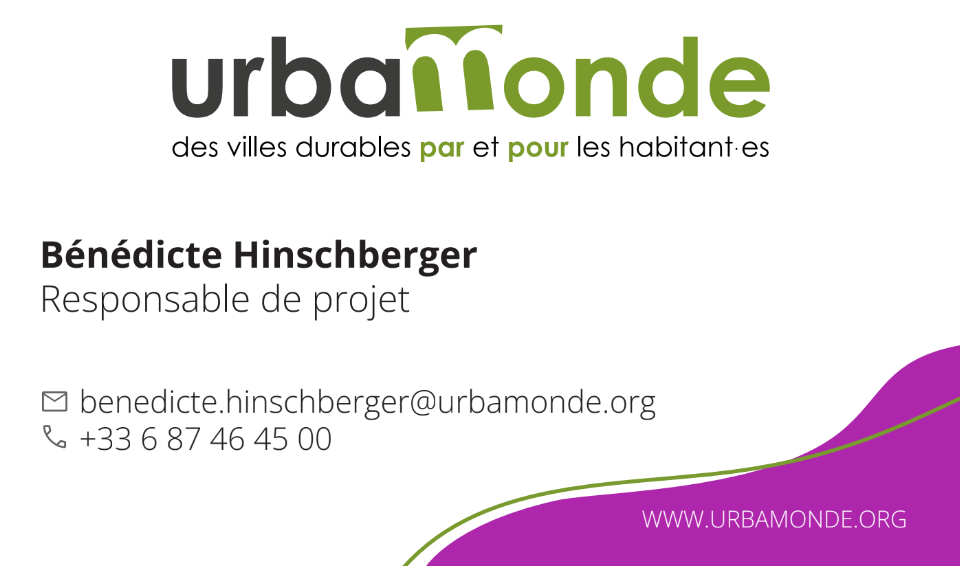 urbamonde
des villes durables par et pour les habitant·es
Bénédicte Hinschberger
Responsable de projet
benedicte.hinschberger@urbamonde.org
+33 6 87 46 45 00
WWW.URBAMONDE.ORG